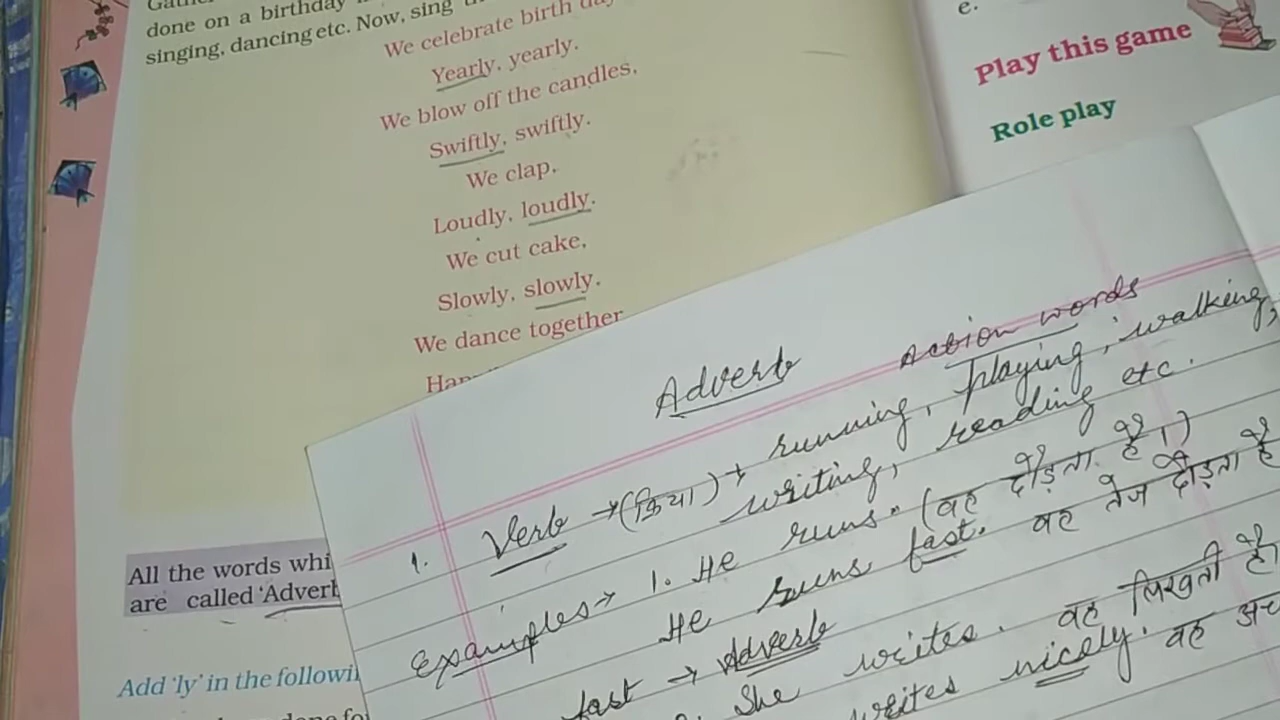 done on a birthday
singing, dancing etc. Now, sing
We celebrate birth day
Yearly, yearly.
We blow off the candles,
Swiftly, swiftly.
We clap,
Loudly, loudly.
We cut cake,
Slowly, slowly.
We dance together
All the words whi
are called 'Adverb
Add 'ly' in the followi
e.
Play this game
Role play
Adverb
Action words
1. Verb → (क्रिया) → running, playing, walking,
writing, reading etc.
Examples → 1. He runs. (वह दौड़ता है।)
He runs fast. वह तेज दौड़ता है
fast → Adverb
She writes. वह लिखती है।
writes nicely. वह